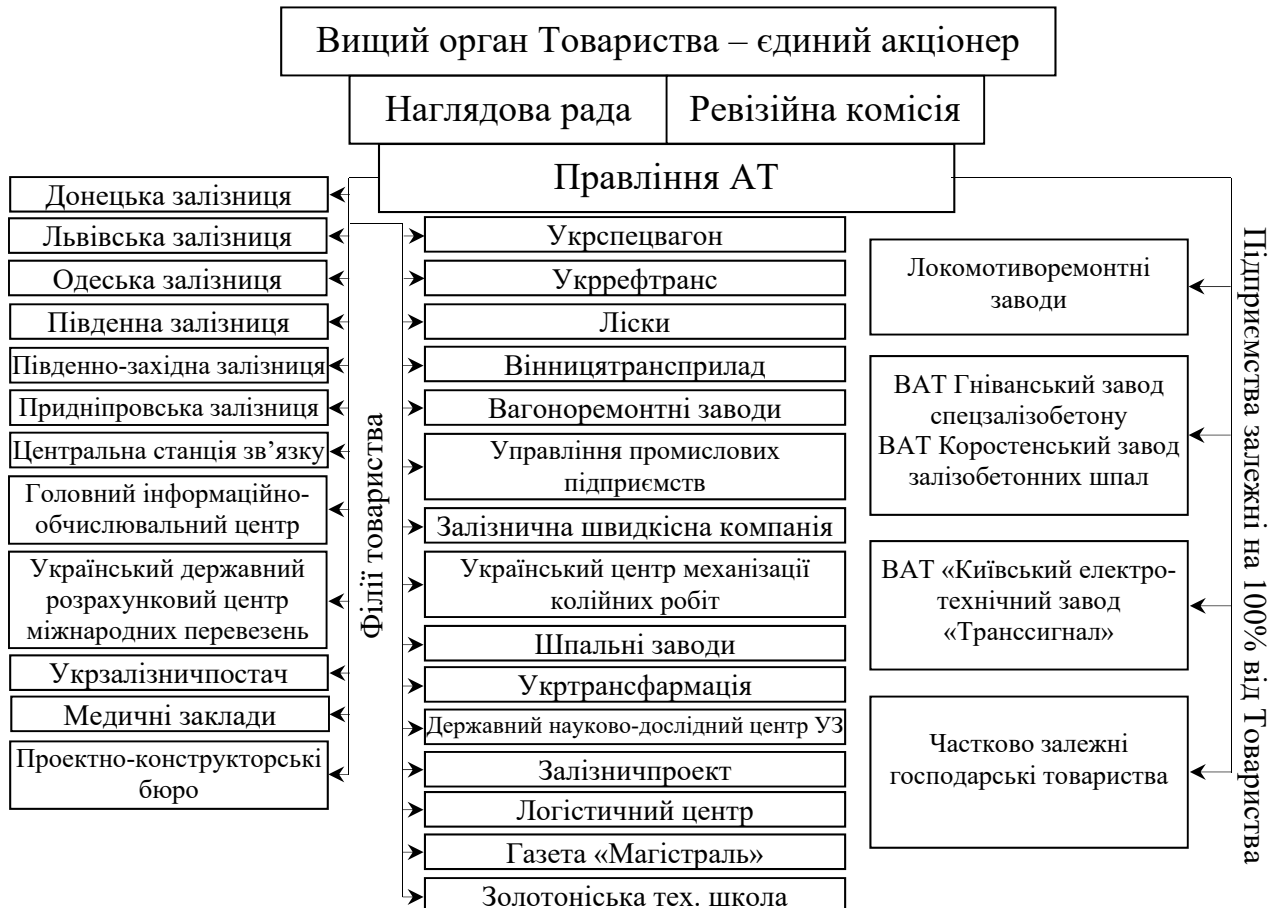 Вищий орган Товариства – єдиний акціонер
Наглядова рада
Ревізійна комісія
Правління АТ
Донецька залізниця
Львівська залізниця
Одеська залізниця
Південна залізниця
Південно-західна залізниця
Придніпровська залізниця
Центральна станція зв’язку
Головний інформаційно-
обчислювальний центр
Український державний
розрахунковий центр
міжнародних перевезень
Укрзалізничпостач
Медичні заклади
Проектно-конструкторські
бюро
Філії товариства
Укрспецвагон
Укррефтранс
Ліски
Вінницятрансприлад
Вагоноремонтні заводи
Управління промислових
підприємств
Залізнична швидкісна компанія
Український центр механізації
колійних робіт
Шпальні заводи
Укртрансфармація
Державний науково-дослідний центр УЗ
Залізничпроект
Логістичний центр
Газета «Магістраль»
Золотоніська тех. школа
Локомотиворемонтні
заводи
ВАТ Гніванський завод
спецзалізобетону
ВАТ Коростенський завод
залізобетонних шпал
ВАТ «Київський електро-
технічний завод
«Транссигнал»
Частково залежні
господарські товариства
Підприємства залежні на 100% від Товариства